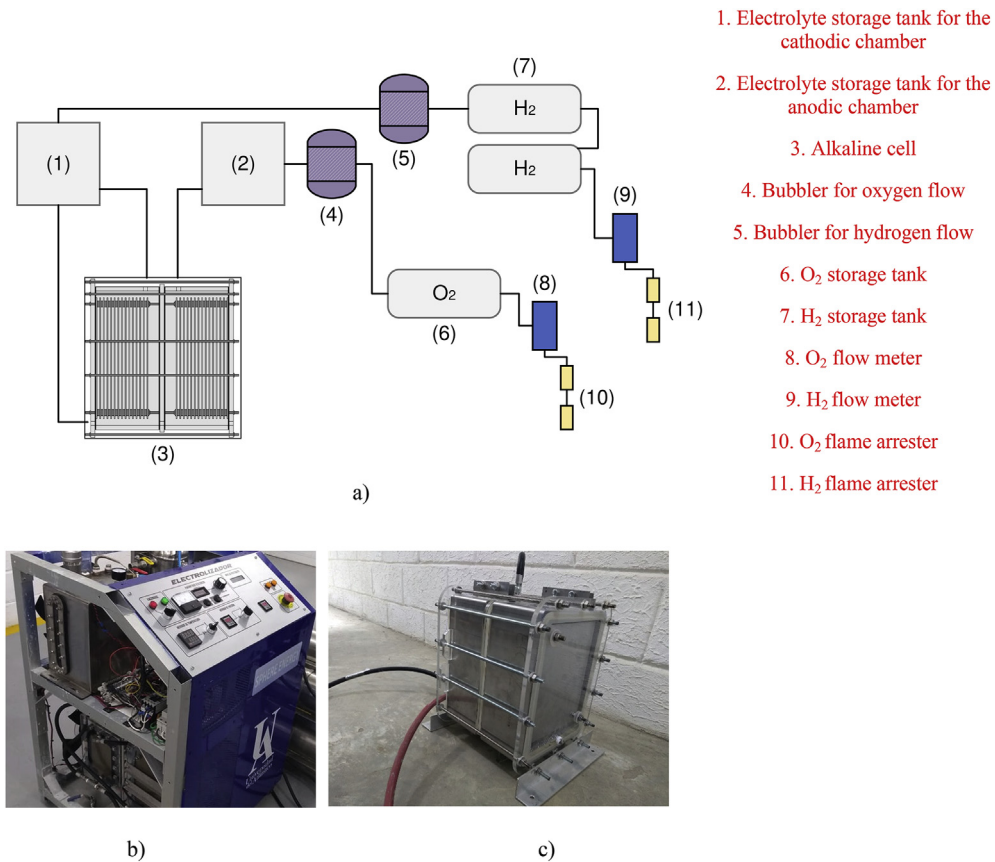 (7)
H2
(5)
(1)
(2)
(4)
H2
(9)
(11)
O2
(6)
(8)
(10)
(3)
a)
1. Electrolyte storage tank for the
cathodic chamber
2. Electrolyte storage tank for the
anodic chamber
3. Alkaline cell
4. Bubbler for oxygen flow
5. Bubbler for hydrogen flow
6. O2 storage tank
7. H2 storage tank
8. O2 flow meter
9. H2 flow meter
10. O2 flame arrester
11. H2 flame arrester
ELECTROLIZADOR
b)
c)